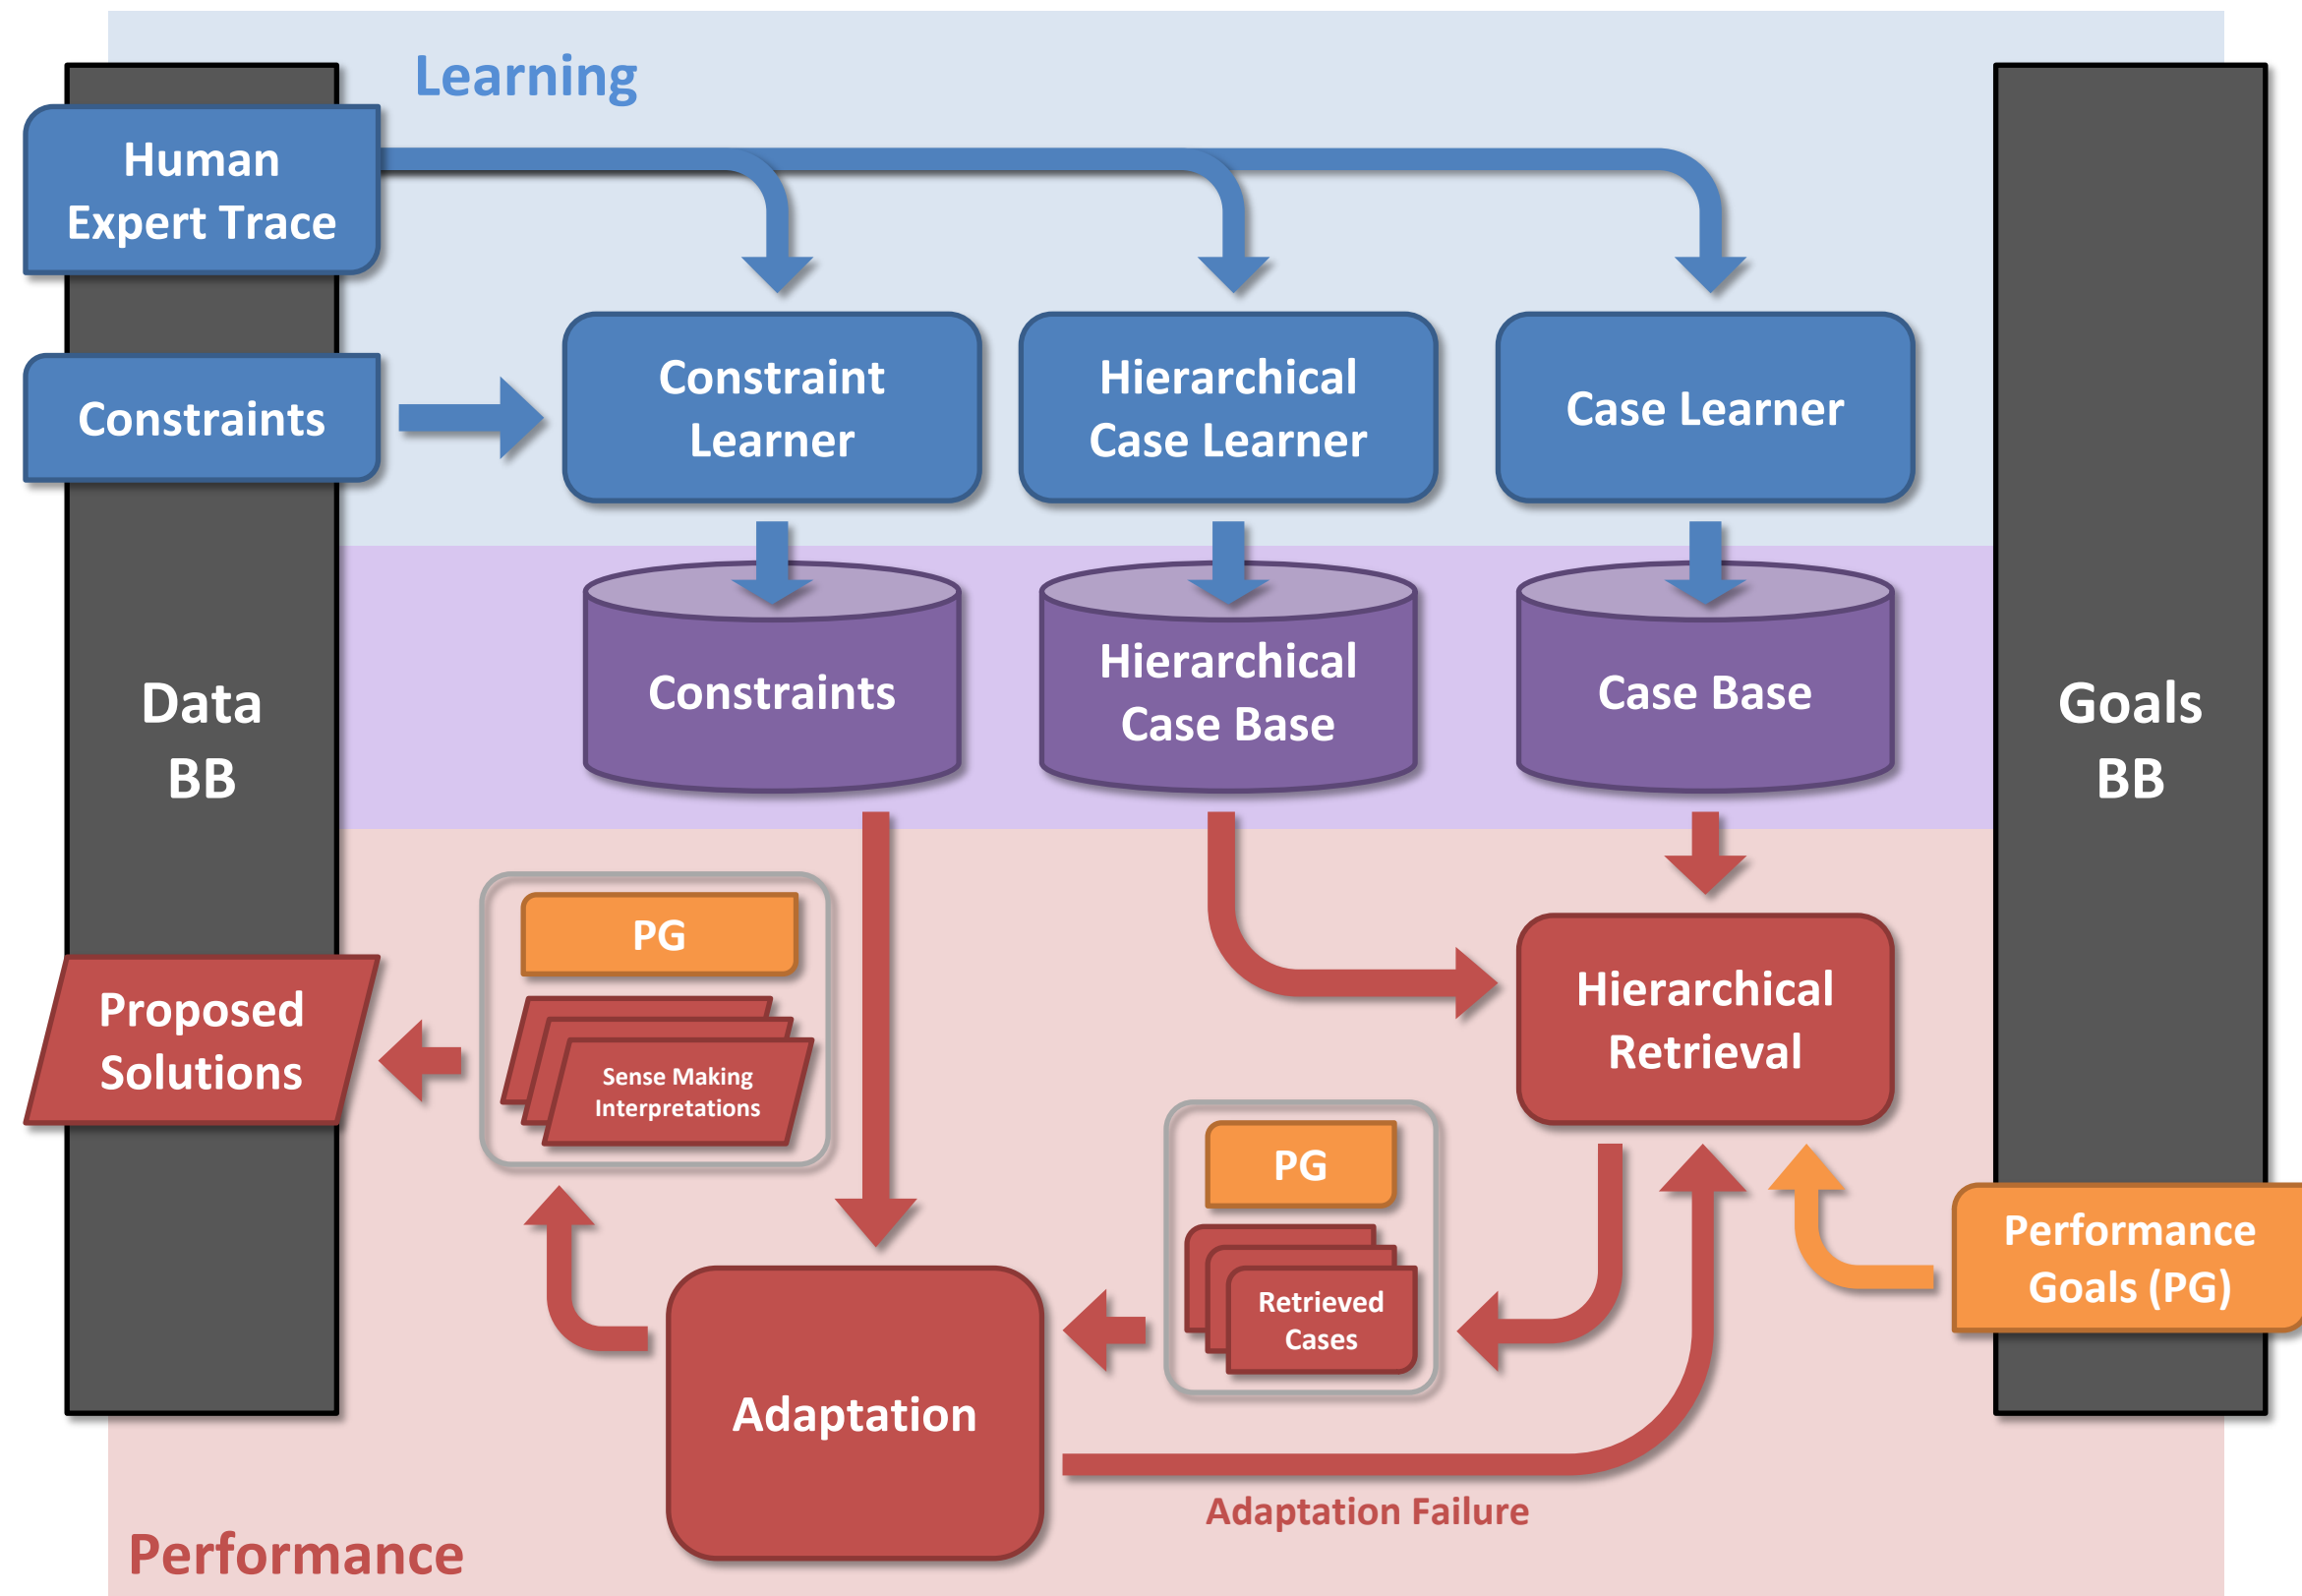 Learning
Human
Expert Trace
Constraints
Constraint
Learner
Hierarchical
Case Learner
Case Learner
Constraints
Hierarchical
Case Base
Case Base
Data
BB
Goals
BB
PG
Sense Making
Interpretations
Proposed
Solutions
Hierarchical
Retrieval
PG
Retrieved
Cases
Performance
Goals (PG)
Adaptation
Adaptation Failure
Performance